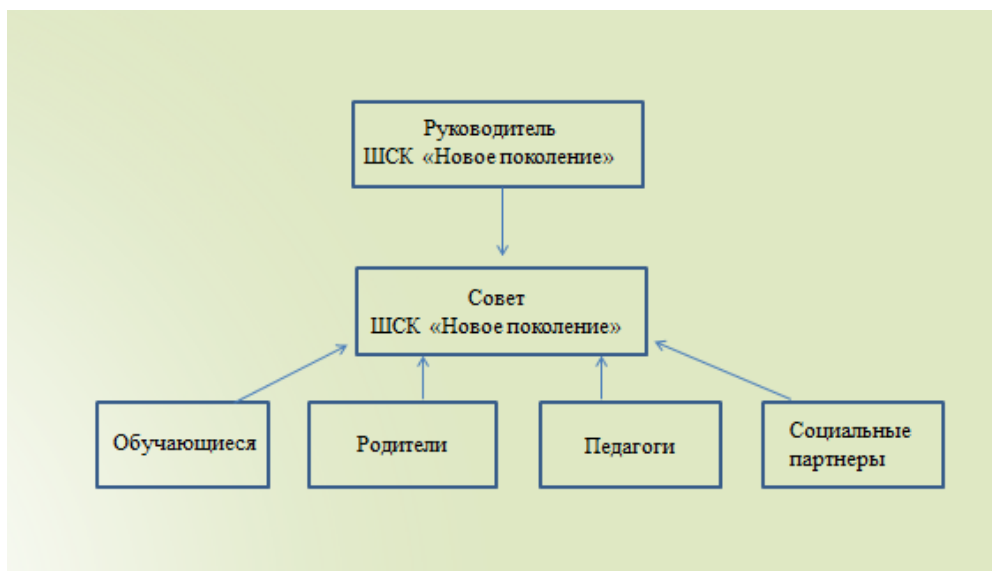 Руководитель
ШСК «Новое поколение»
Совет
ШСК «Новое поколение»
Обучающиеся
Родители
Педагоги
Социальные
партнеры